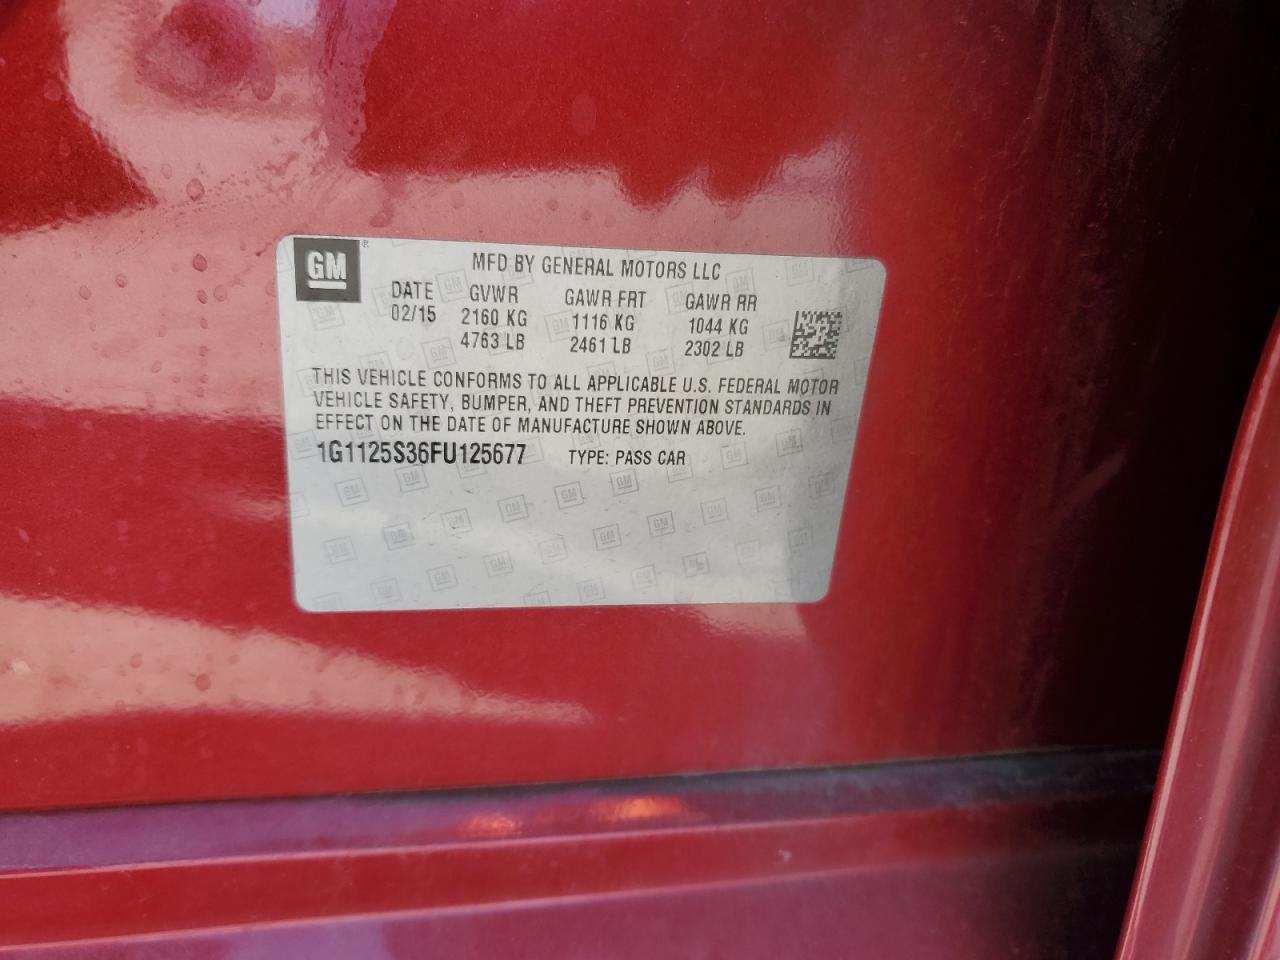 GM®
MFD BY GENERAL MOTORS LLC
DATE GVWR GAWR FRT GAWR RR
02/15 2160 KG 1116 KG 1044 KG
4763 LB 2461 LB 2302 LB
THIS VEHICLE CONFORMS TO ALL APPLICABLE U.S. FEDERAL MOTOR
VEHICLE SAFETY, BUMPER, AND THEFT PREVENTION STANDARDS IN
EFFECT ON THE DATE OF MANUFACTURE SHOWN ABOVE.
1G1125S36FU125677 TYPE: PASS CAR